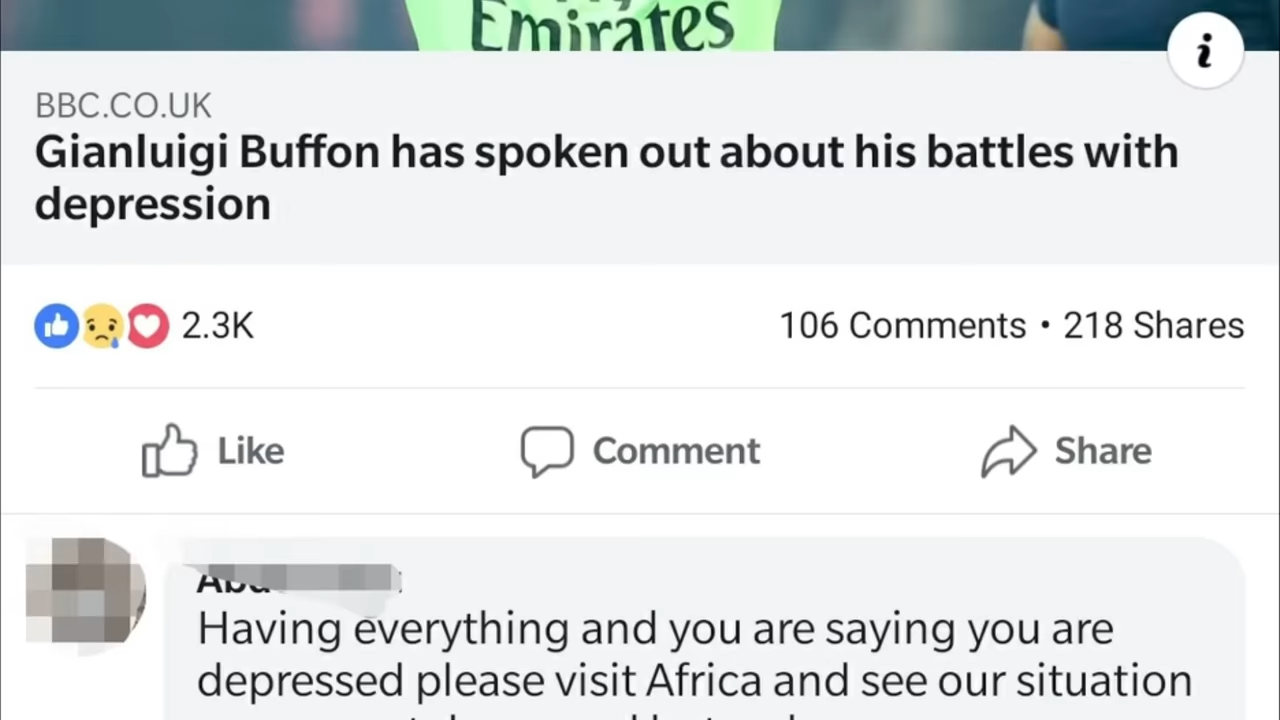 Emirates
BBC.CO.UK
Gianluigi Buffon has spoken out about his battles with
depression
2.3K
106 Comments • 218 Shares
Like
Comment
Share
Having everything and you are saying you are
depressed please visit Africa and see our situation